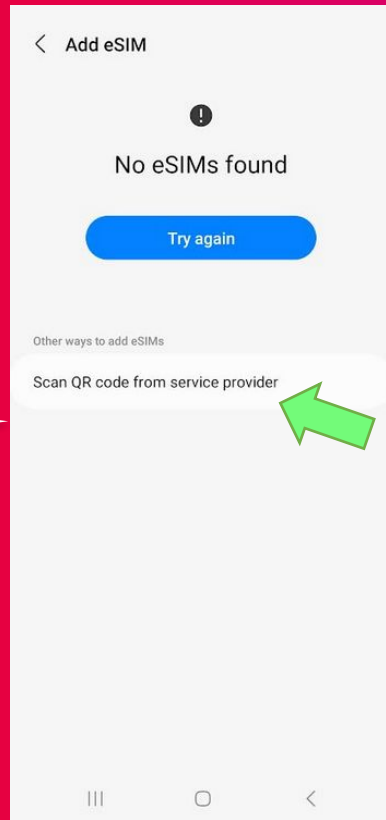 Add eSIM
No eSIMs found
Try again
Other ways to add eSIMs
Scan QR code from service provider